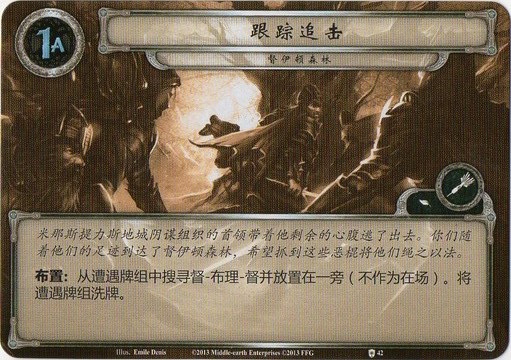 1A
跟踪追击
督伊顿森林
米那斯提力斯地城阴谋组织的首领带着他剩余的心腹逃了出去。你们随
着他们的足迹到达了督伊顿森林，希望抓到这些恶棍将他们绳之以法。
布置：从遭遇牌组中搜寻督-布理-督并放置在一旁（不作为在场）。将
遭遇牌组洗牌。
Illus. Emile Denis
©2013 Middle-earth Enterprises ©2013 FFG
42